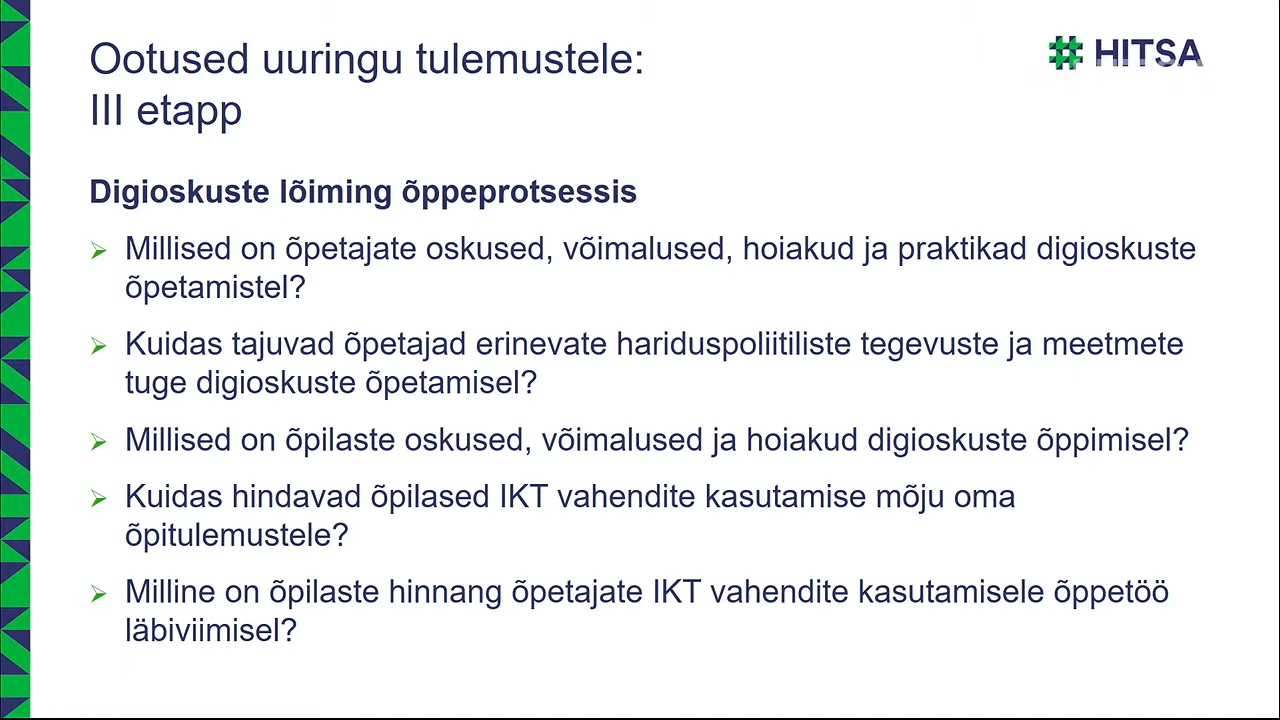 Ootused uuringu tulemustele:
III etapp
HITSA
Digioskuste lõiming õppeprotsessis
Millised on õpetajate oskused, võimalused, hoiakud ja praktikad digioskuste
õpetamistel?
Kuidas tajuvad õpetajad erinevate hariduspoliitiliste tegevuste ja meetmete
tuge digioskuste õpetamisel?
Millised on õpilaste oskused, võimalused ja hoiakud digioskuste õppimisel?
Kuidas hindavad õpilased IKT vahendite kasutamise mõju oma
õpitulemustele?
Milline on õpilaste hinnang õpetajate IKT vahendite kasutamisele õppetöö
läbiviimisel?